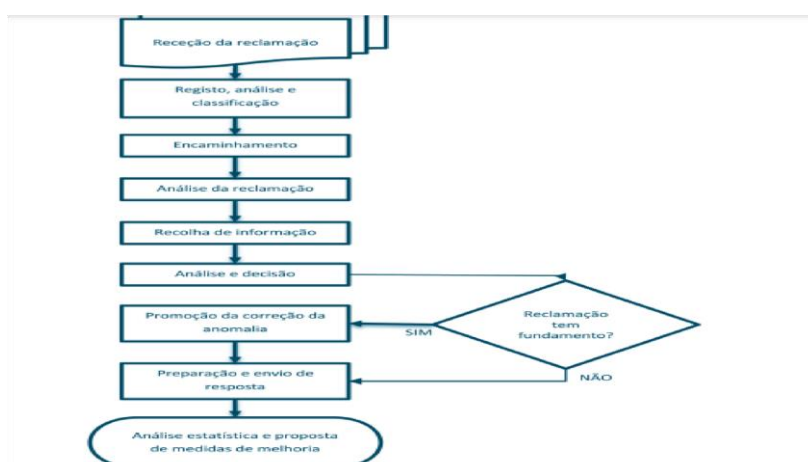 Receção da reclamação
Registo, análise e
classificação
Encaminhamento
Análise da reclamação
Recolha de informação
Análise e decisão
Reclamação
tem
fundamento?
SIM
NÃO
Promoção da correção da
anomalia
Preparação e envio de
resposta
Análise estatística e proposta
de medidas de melhoria